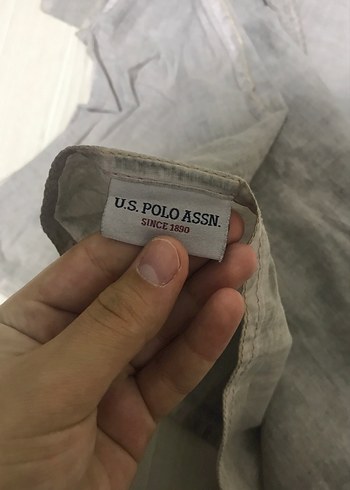 U.S. POLO ASSN.
SINCE 1890